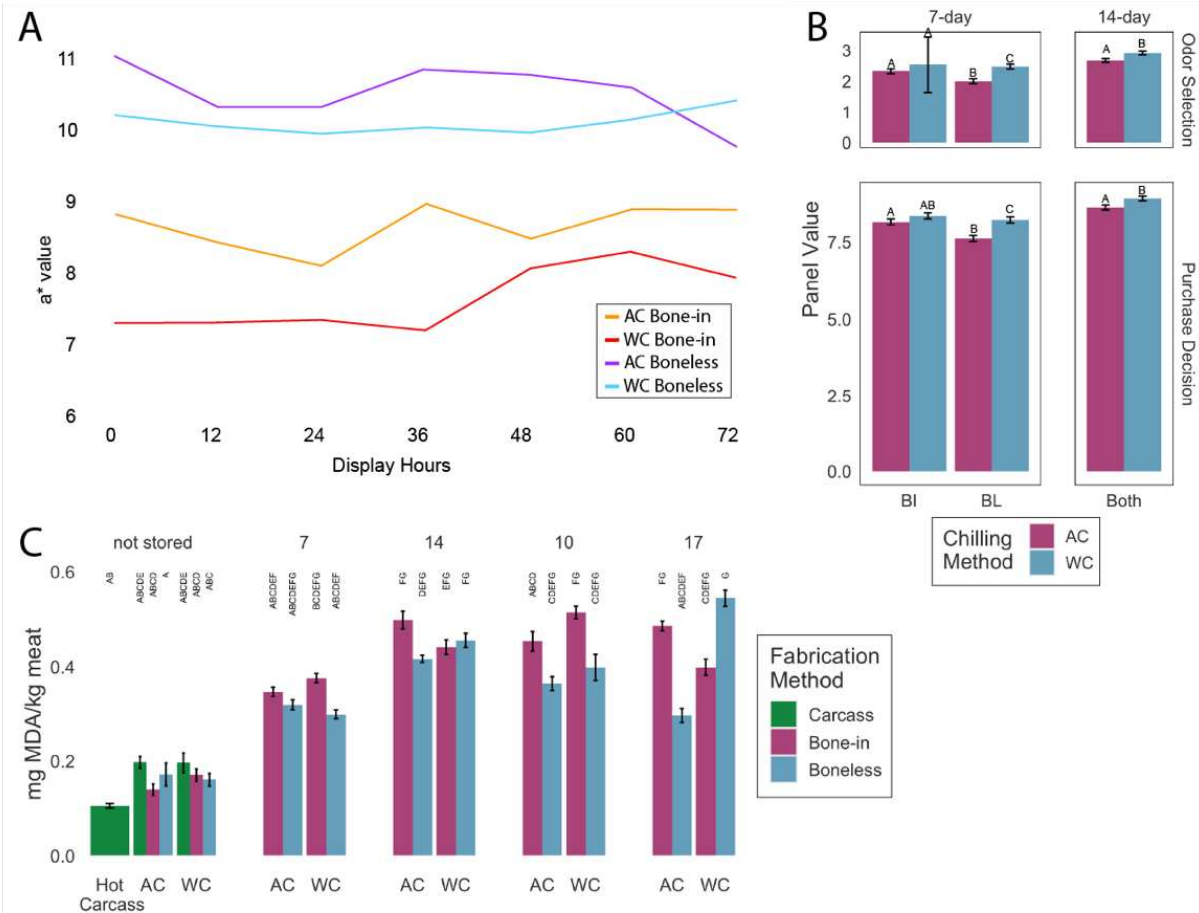 A
11
10
9
8
7
6
a* value
0 12 24 36 48 60 72
Display Hours
AC Bone-in
WC Bone-in
AC Boneless
WC Boneless
B
7-day 14-day
3
2
1
0
A A B C A B
Odor Selection
7.5
5.0
2.5
0.0
A AB B C A B
Panel Value
Purchase Decision
BI BL Both
Chilling
Method
AC
WC
C
not stored 7 14 10 17
0.6
0.4
0.2
0.0
mg MDA/kg meat
AB ABCDE ABCD A ABCDE ABCD ABC ABCDEF ABCDEFG BCDEFG ABCDEF FG DEFG EFG FG ABCD CDEFG FG CDEFG FG ABCDEF CDEFG G
Hot
Carcass AC WC AC WC AC WC AC WC AC WC
Fabrication
Method
Carcass
Bone-in
Boneless